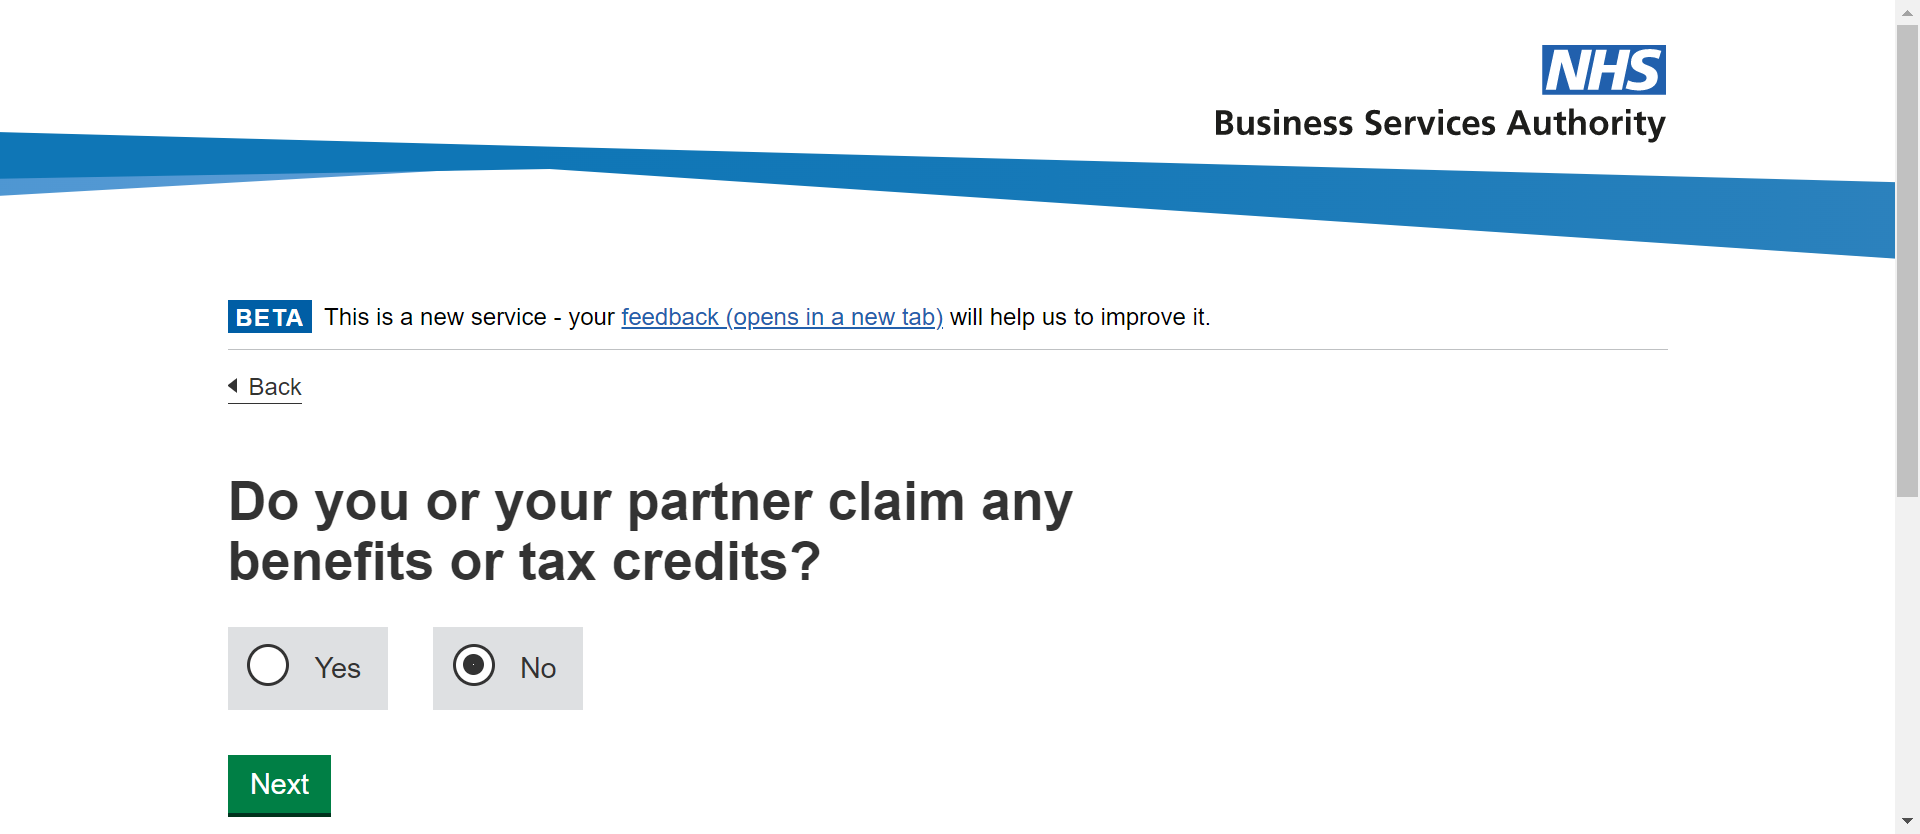 NHS
Business Services Authority
BETA This is a new service - your feedback (opens in a new tab) will help us to improve it.
Back
Do you or your partner claim any
benefits or tax credits?
Yes No
Next